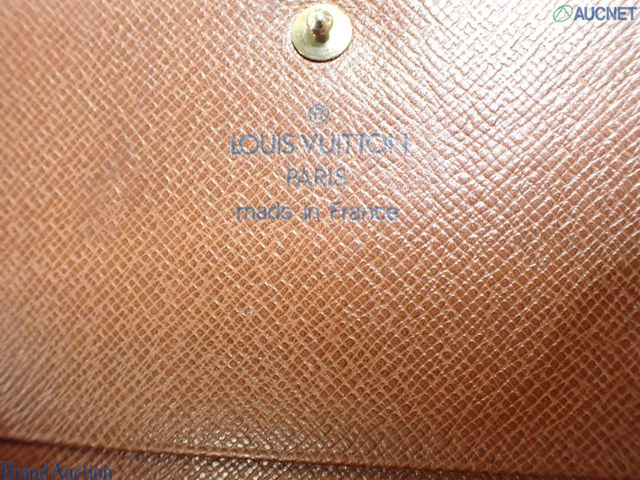 AUCNET
LOUIS VUITTON
PARIS
made in France
Brand Auction